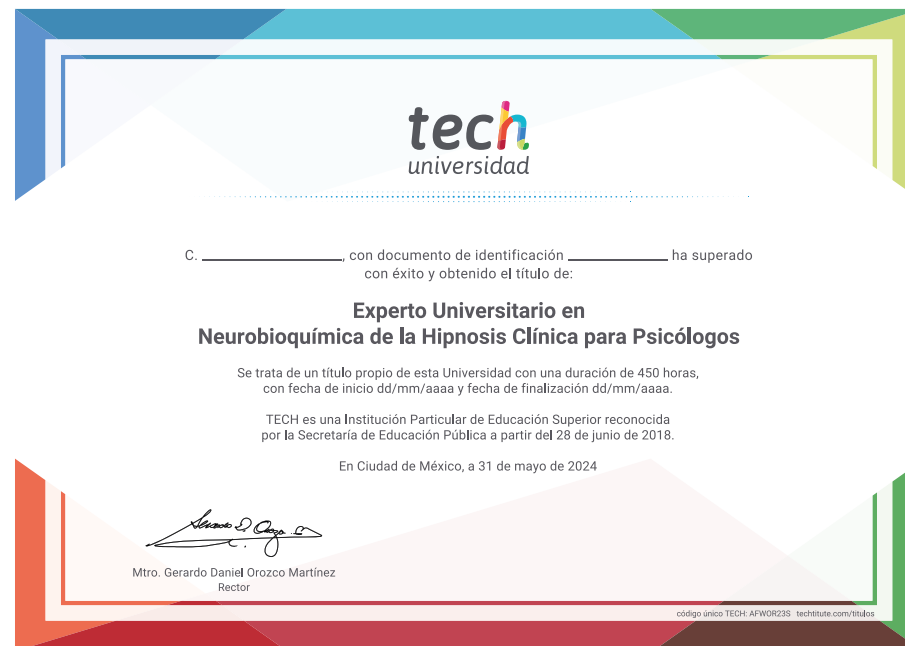 tech
universidad
C. ____________________, con documento de identificación ______________ ha superado
con éxito y obtenido el título de:
Experto Universitario en
Neurobioquímica de la Hipnosis Clínica para Psicólogos
Se trata de un título propio de esta Universidad con una duración de 450 horas,
con fecha de inicio dd/mm/aaaa y fecha de finalización dd/mm/aaaa.
TECH es una Institución Particular de Educación Superior reconocida
por la Secretaría de Educación Pública a partir del 28 de junio de 2018.
En Ciudad de México, a 31 de mayo de 2024
Mtro. Gerardo Daniel Orozco Martínez
Rector
código único TECH: AFWOR23S techtitute.com/titulos